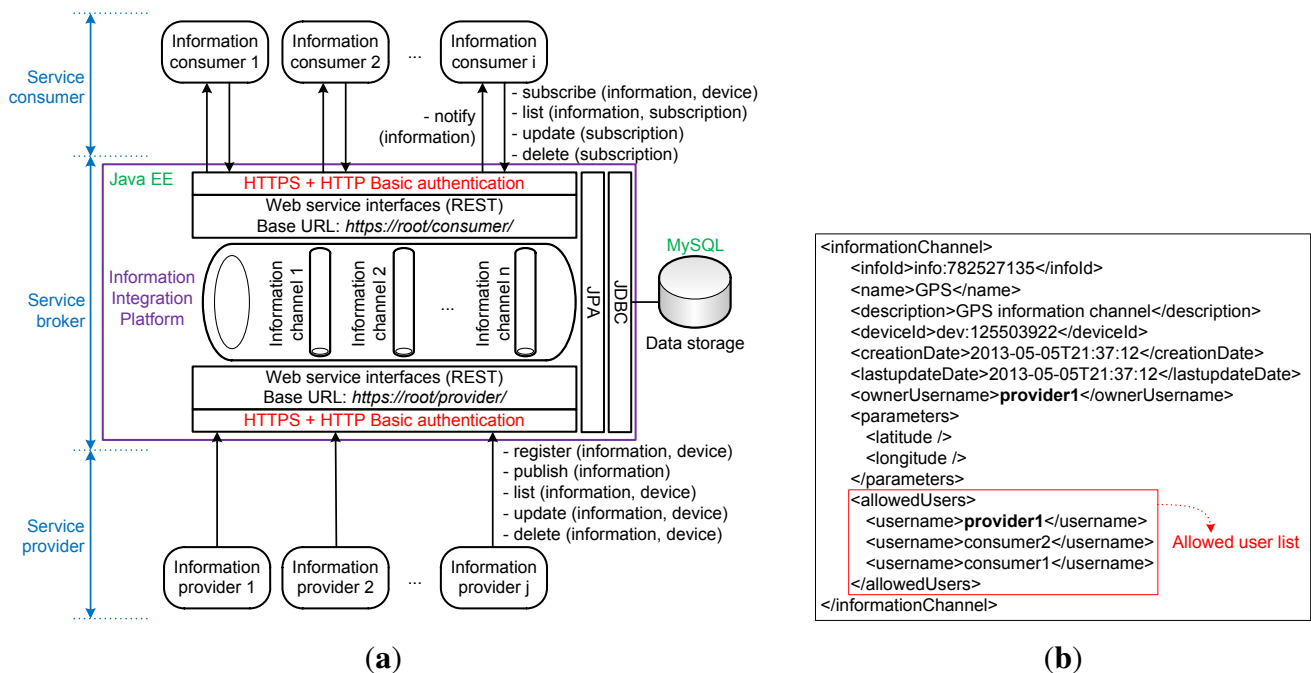 Information
consumer 1
Information
consumer 2
...
Information
consumer i
Service
consumer
- notify
(information)
- subscribe (information, device)
- list (information, subscription)
- update (subscription)
- delete (subscription)
Java EE
HTTPS + HTTP Basic authentication
Web service interfaces (REST)
Base URL: https://root/consumer/
Information
Integration
Platform
Service
broker
Information
channel 1
Information
channel 2
...
Information
channel n
JPA
JDBC
MySQL
Data storage
Web service interfaces (REST)
Base URL: https://root/provider/
HTTPS + HTTP Basic authentication
- register (information, device)
- publish (information)
- list (information, device)
- update (information, device)
- delete (information, device)
Service
provider
Information
provider 1
Information
provider 2
...
Information
provider j
(a)
<informationChannel>
<infoId>info:782527135</infoId>
<name>GPS</name>
<description>GPS information channel</description>
<deviceId>dev:125503922</deviceId>
<creationDate>2013-05-05T21:37:12</creationDate>
<lastupdateDate>2013-05-05T21:37:12</lastupdateDate>
<ownerUsername>provider1</ownerUsername>
<parameters>
<latitude />
<longitude />
</parameters>
<allowedUsers>
<username>provider1</username>
<username>consumer2</username>
<username>consumer1</username>
</allowedUsers>
</informationChannel>
Allowed user list
(b)